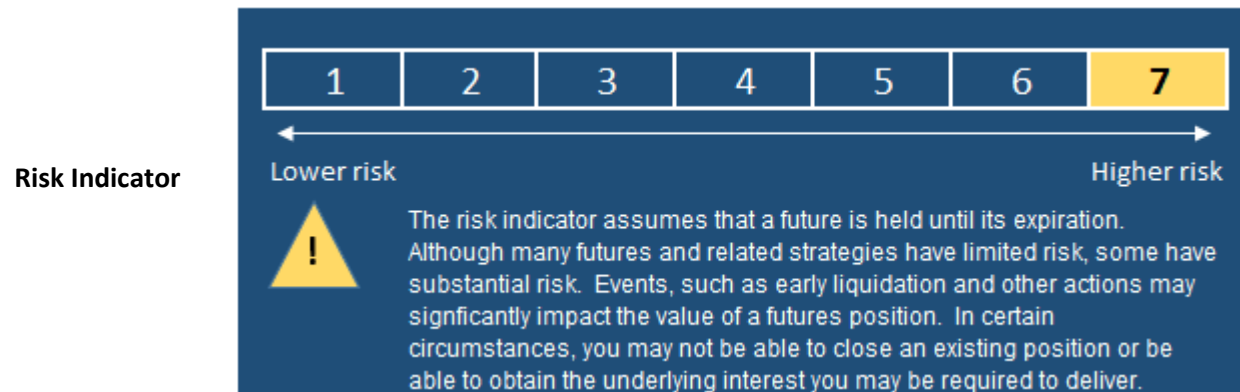 1 2 3 4 5 6 7
Lower risk Higher risk
Risk Indicator
!
The risk indicator assumes that a future is held until its expiration.
Although many futures and related strategies have limited risk, some have
substantial risk.  Events, such as early liquidation and other actions may
signficantly impact the value of a futures position.  In certain
circumstances, you may not be able to close an existing position or be
able to obtain the underlying interest you may be required to deliver.